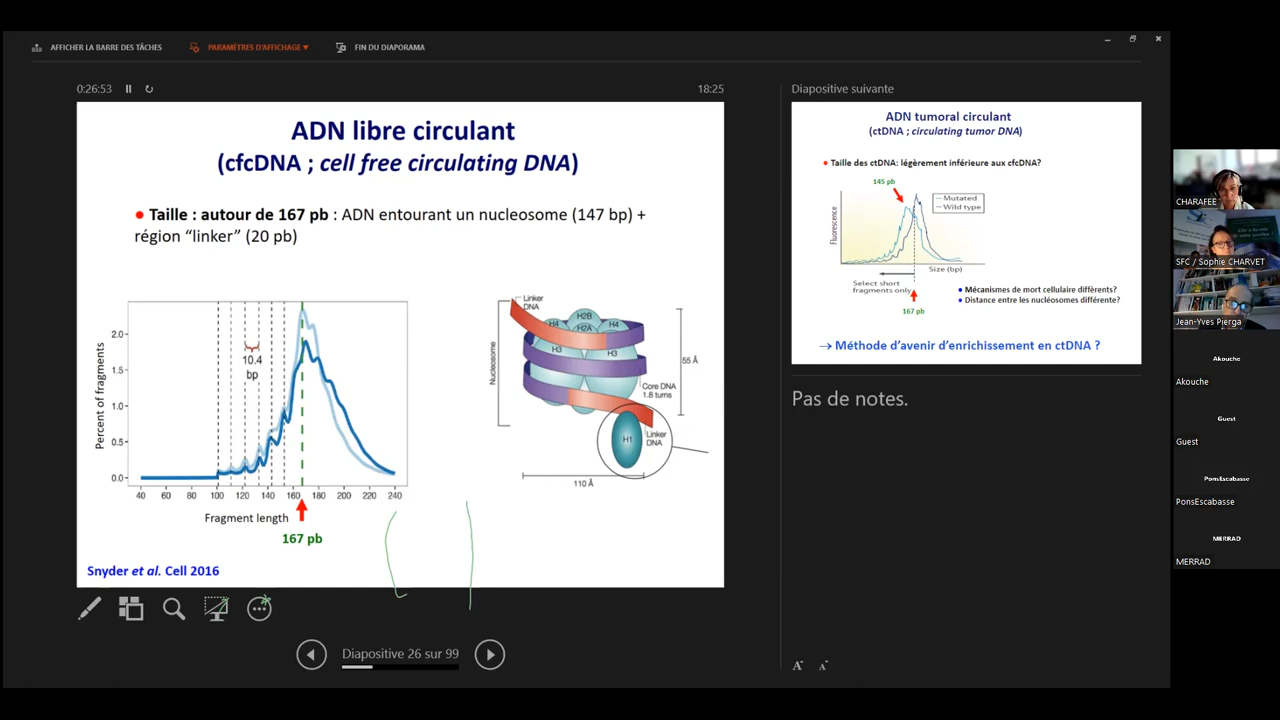 AFFICHER LA BARRE DES TÂCHES
PARAMÈTRES D'AFFICHAGE ▼
FIN DU DIAPORAMA
0:26:53
18:25
ADN libre circulant
(cfcDNA ; cell free circulating DNA)
● Taille : autour de 167 pb : ADN entourant un nucleosome (147 bp) +
région “linker” (20 pb)
Percent of fragments
2.0
1.5
1.0
0.5
0.0
10.4
bp
40 60 80 100 120 140 160 180 200 220 240
Fragment length
167 pb
Linker
DNA
H2B
H4
H2A
H4
H3
H3
Nucleosome
55 Å
Core DNA
1.8 turns
H1
Linker
DNA
110 Å
Snyder et al. Cell 2016
Diapositive 26 sur 99
Diapositive suivante
ADN tumoral circulant
(ctDNA ; circulating tumor DNA)
● Taille des ctDNA: légèrement inférieure aux cfcDNA?
145 pb
— Mutated
— Wild type
Fluorescence
Size (bp)
Select short
fragments only
167 pb
● Mécanismes de mort cellulaire différents?
● Distance entre les nucléosomes différente?
→ Méthode d’avenir d’enrichissement en ctDNA ?
Pas de notes.
A A
CHARAFEE
SFC / Sophie CHARVET
Jean-Yves Pierga
Akouche
Akouche
Guest
Guest
PonsEscabasse
PonsEscabasse
MERRAD
MERRAD